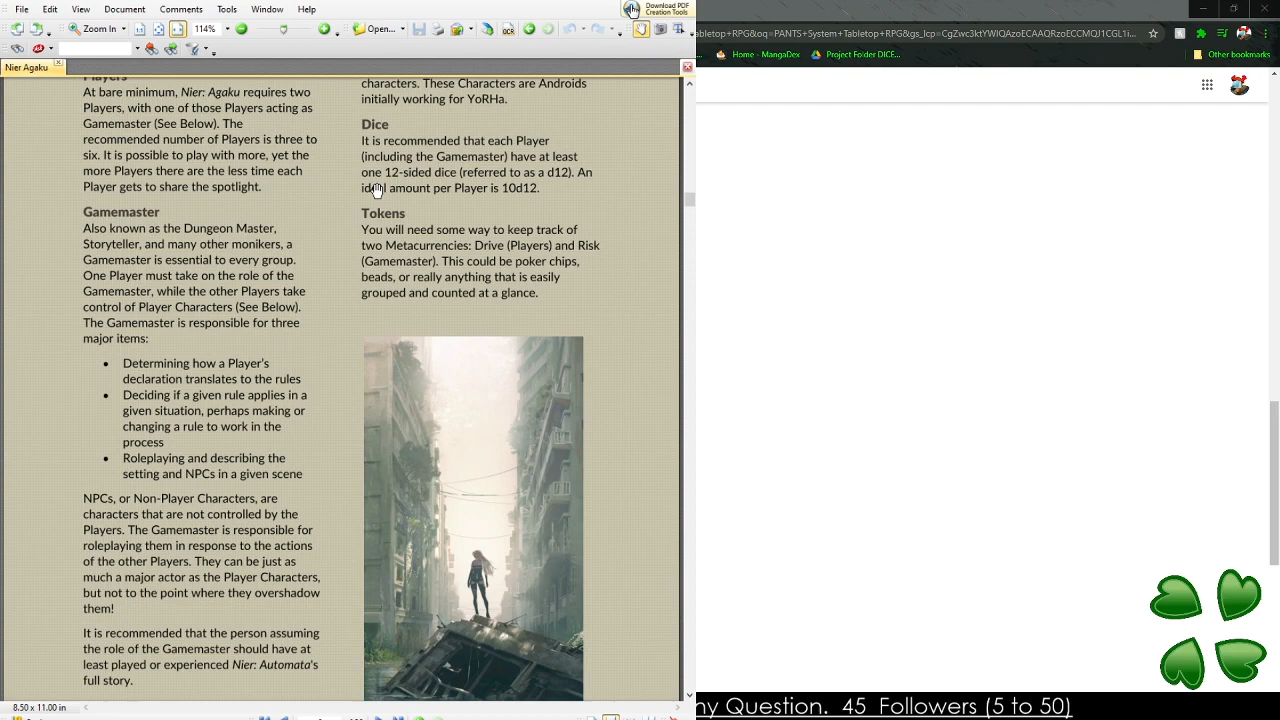 File Edit View Comments Tools Window Help
Download PDF
Creation Tools
Zoom In 114% Open... OCR
Nier Agaku
Players
At bare minimum, Nier: Agaku requires two
Players, with one of those Players acting as
Gamemaster (See Below). The
recommended number of Players is three to
six. It is possible to play with more, yet the
more Players there are the less time each
Player gets to share the spotlight.
Gamemaster
Also known as the Dungeon Master,
Storyteller, and many other monikers, a
Gamemaster is essential to every group.
One Player must take on the role of the
Gamemaster, while the other Players take
control of Player Characters (See Below).
The Gamemaster is responsible for three
major items:
• Determining how a Player's
declaration translates to the rules
• Deciding if a given rule applies in a
given situation, perhaps making or
changing a rule to work in the
process
• Roleplaying and describing the
setting and NPCs in a given scene
NPCs, or Non-Player Characters, are
characters that are not controlled by the
Players. The Gamemaster is responsible for
roleplaying them in response to the actions
of the other Players. They can be just as
much a major actor as the Player Characters,
but not to the point where they overshadow
them!
It is recommended that the person assuming
the role of the Gamemaster should have at
least played or experienced Nier: Automata's
full story.
characters. These Characters are Androids
initially working for YoRHa.
Dice
It is recommended that each Player
(including the Gamemaster) have at least
one 12-sided dice (referred to as a d12). An
ideal amount per Player is 10d12.
Tokens
You will need some way to keep track of
two Metacurrencies: Drive (Players) and Risk
(Gamemaster). This could be poker chips,
beads, or really anything that is easily
grouped and counted at a glance.
8.50 x 11.00 in
Home - MangaDex Project Folder DICE... Other bookmarks
ny Question. 45 Followers (5 to 50)